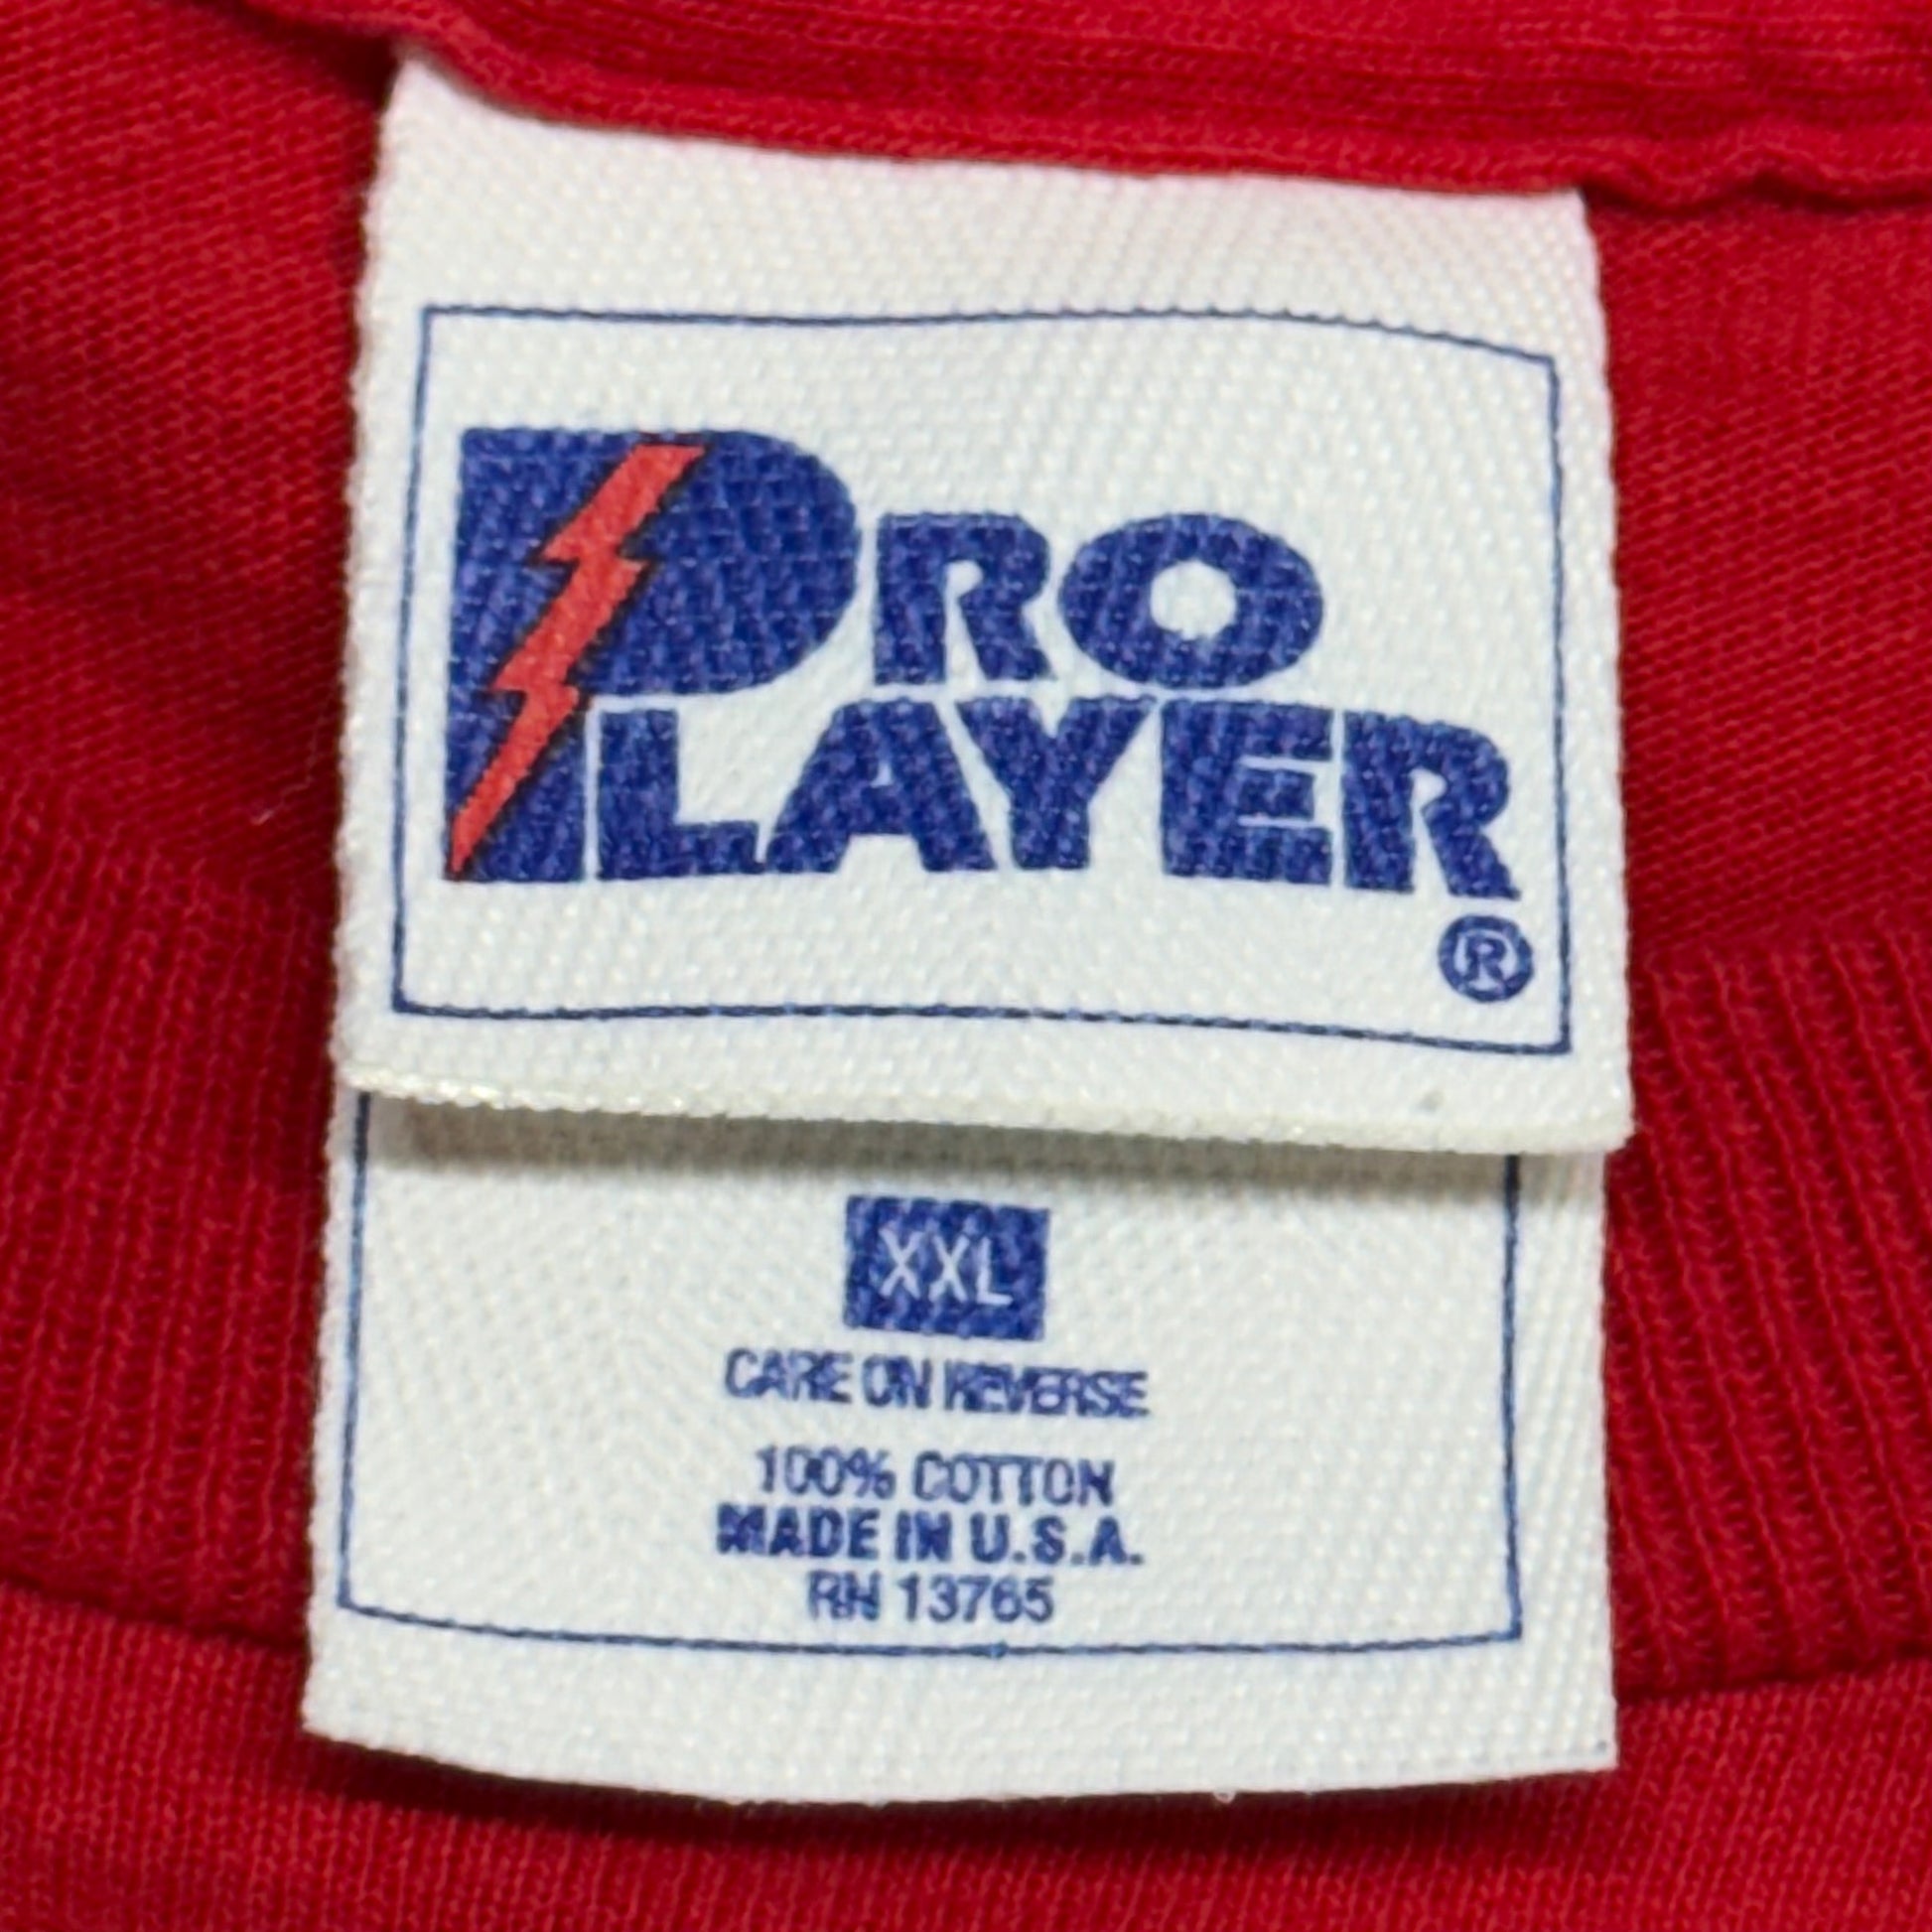 PRO
PLAYER
®
XXL
CARE ON REVERSE
100% COTTON
MADE IN U.S.A.
RN 13765